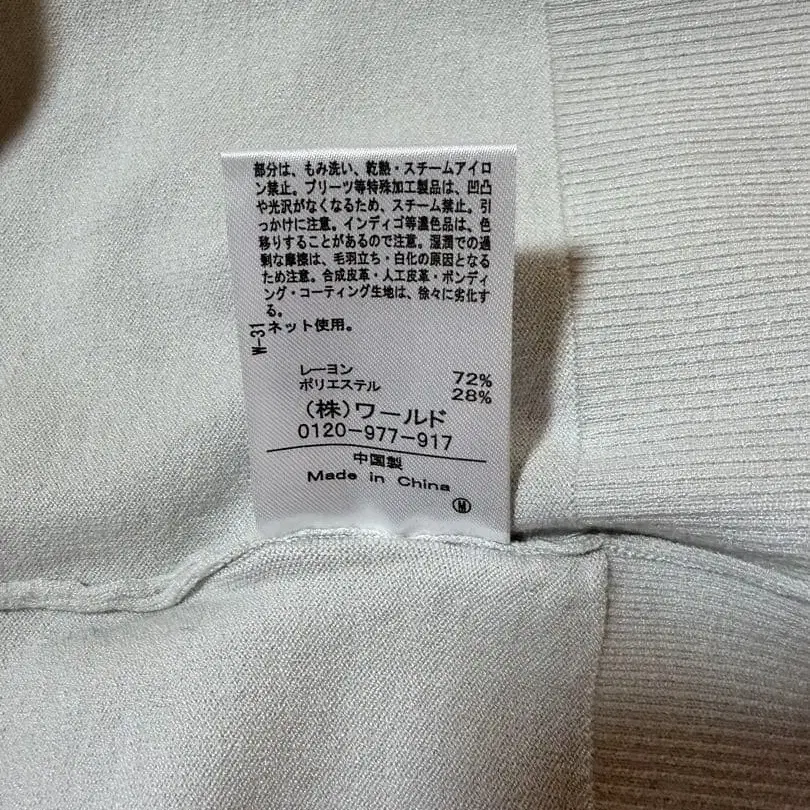 部分は、もみ洗い、乾熱・スチームアイロ
ン禁止。プリーツ等特殊加工製品は、凹凸
や光沢がなくなるため、スチーム禁止。引
っかけに注意。インディゴ等濃色品は、色
移りすることがあるので注意。湿潤での過
剰な摩擦は、毛羽立ち・白化の原因となる
ため注意。合成皮革・人工皮革・ボンディ
ング・コーティング生地は、徐々に劣化す
る。
ネット使用。
W-31
レーヨン 72%
ポリエステル 28%
(株)ワールド
0120-977-917
中国製
Made in China
M